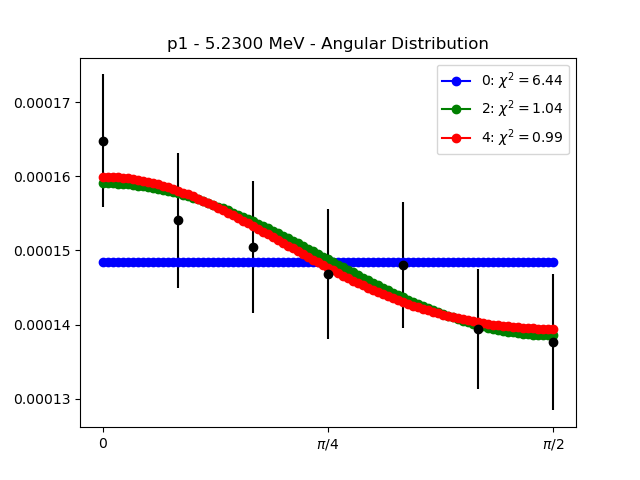 p1 - 5.2300 MeV - Angular Distribution
0: χ² = 6.44
2: χ² = 1.04
4: χ² = 0.99
0.00017
0.00016
0.00015
0.00014
0.00013
0
π/4
π/2